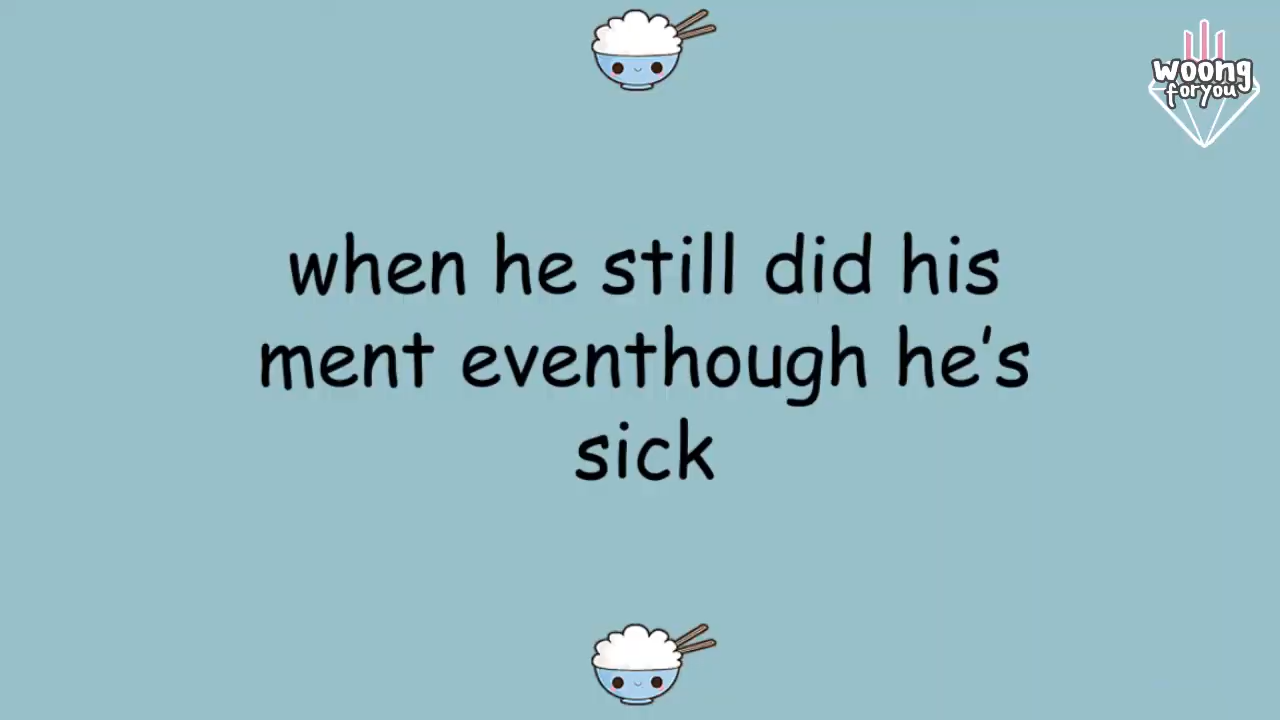 woong
foryou
when he still did his
ment eventhough he's
sick